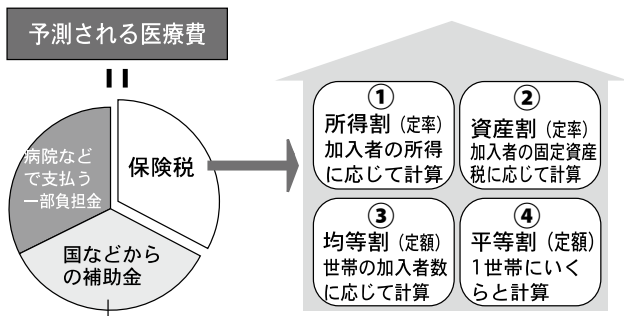 予測される医療費
病院など
で支払う
一部負担金
保険税
国などから
の補助金
①
所得割（定率）
加入者の所得
に応じて計算
②
資産割（定率）
加入者の固定資産
税に応じて計算
③
均等割（定額）
世帯の加入者数
に応じて計算
④
平等割（定額）
1世帯にいく
らと計算